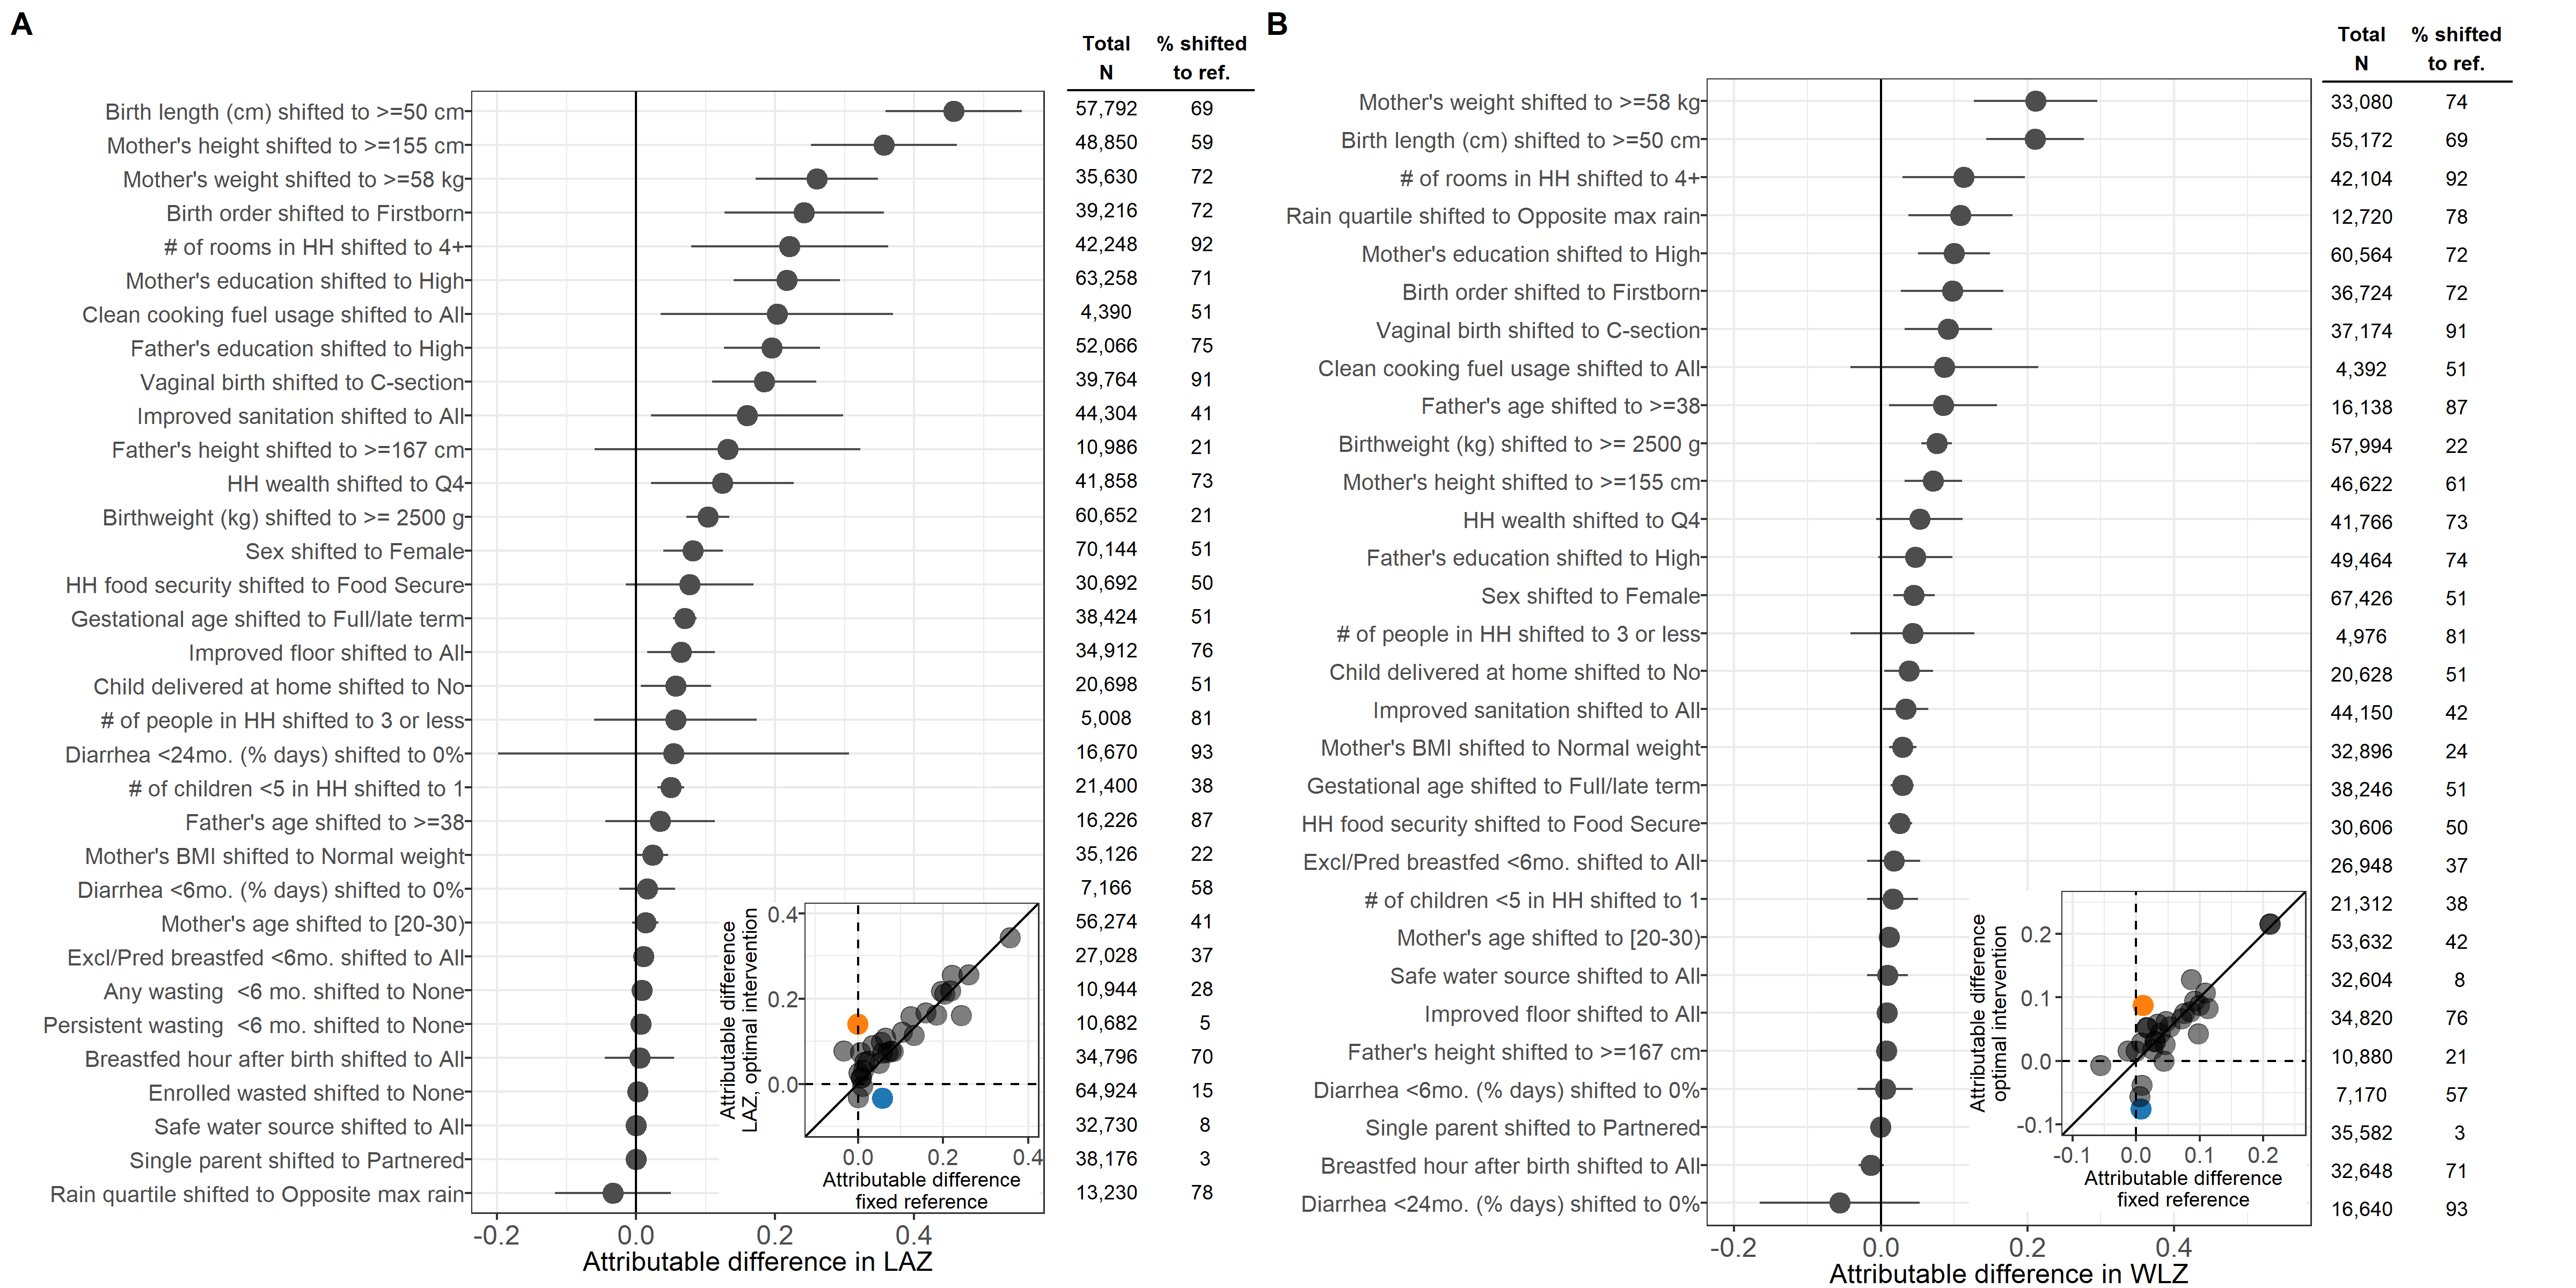 A
Total % shifted
N to ref.
Birth length (cm) shifted to >=50 cm 57,792 69
Mother's height shifted to >=155 cm 48,850 59
Mother's weight shifted to >=58 kg 35,630 72
Birth order shifted to Firstborn 39,216 72
# of rooms in HH shifted to 4+ 42,248 92
Mother's education shifted to High 63,258 71
Clean cooking fuel usage shifted to All 4,390 51
Father's education shifted to High 52,066 75
Vaginal birth shifted to C-section 39,764 91
Improved sanitation shifted to All 44,304 41
Father's height shifted to >=167 cm 10,986 21
HH wealth shifted to Q4 41,858 73
Birthweight (kg) shifted to >= 2500 g 60,652 21
Sex shifted to Female 70,144 51
HH food security shifted to Food Secure 30,692 50
Gestational age shifted to Full/late term 38,424 51
Improved floor shifted to All 34,912 76
Child delivered at home shifted to No 20,698 51
# of people in HH shifted to 3 or less 5,008 81
Diarrhea <24mo. (% days) shifted to 0% 16,670 93
# of children <5 in HH shifted to 1 21,400 38
Father's age shifted to >=38 16,226 87
Mother's BMI shifted to Normal weight 35,126 22
Diarrhea <6mo. (% days) shifted to 0% 7,166 58
Mother's age shifted to [20-30) 56,274 41
Excl/Pred breastfed <6mo. shifted to All 27,028 37
Any wasting <6 mo. shifted to None 10,944 28
Persistent wasting <6 mo. shifted to None 10,682 5
Breastfed hour after birth shifted to All 34,796 70
Enrolled wasted shifted to None 64,924 15
Safe water source shifted to All 32,730 8
Single parent shifted to Partnered 38,176 3
Rain quartile shifted to Opposite max rain 13,230 78
-0.2 0.0 0.2 0.4
Attributable difference in LAZ
Attributable difference
LAZ, optimal intervention
0.4
0.2
0.0
0.0 0.2 0.4
Attributable difference
fixed reference
B
Total % shifted
N to ref.
Mother's weight shifted to >=58 kg 33,080 74
Birth length (cm) shifted to >=50 cm 55,172 69
# of rooms in HH shifted to 4+ 42,104 92
Rain quartile shifted to Opposite max rain 12,720 78
Mother's education shifted to High 60,564 72
Birth order shifted to Firstborn 36,724 72
Vaginal birth shifted to C-section 37,174 91
Clean cooking fuel usage shifted to All 4,392 51
Father's age shifted to >=38 16,138 87
Birthweight (kg) shifted to >= 2500 g 57,994 22
Mother's height shifted to >=155 cm 46,622 61
HH wealth shifted to Q4 41,766 73
Father's education shifted to High 49,464 74
Sex shifted to Female 67,426 51
# of people in HH shifted to 3 or less 4,976 81
Child delivered at home shifted to No 20,628 51
Improved sanitation shifted to All 44,150 42
Mother's BMI shifted to Normal weight 32,896 24
Gestational age shifted to Full/late term 38,246 51
HH food security shifted to Food Secure 30,606 50
Excl/Pred breastfed <6mo. shifted to All 26,948 37
# of children <5 in HH shifted to 1 21,312 38
Mother's age shifted to [20-30) 53,632 42
Safe water source shifted to All 32,604 8
Improved floor shifted to All 34,820 76
Father's height shifted to >=167 cm 10,880 21
Diarrhea <6mo. (% days) shifted to 0% 7,170 57
Single parent shifted to Partnered 35,582 3
Breastfed hour after birth shifted to All 32,648 71
Diarrhea <24mo. (% days) shifted to 0% 16,640 93
-0.2 0.0 0.2 0.4
Attributable difference in WLZ
Attributable difference
optimal intervention
0.2
0.1
0.0
-0.1
-0.1 0.0 0.1 0.2
Attributable difference
fixed reference